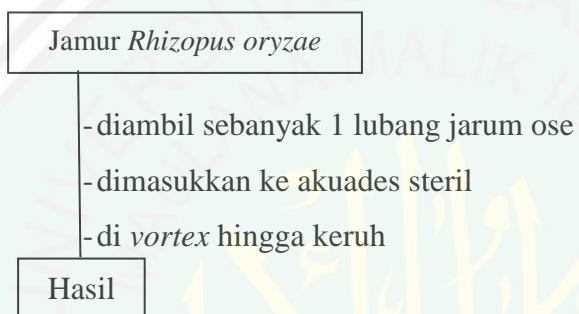 Jamur Rhizopus oryzae
-diambil sebanyak 1 lubang jarum ose
-dimasukkan ke akuades steril
-di vortex hingga keruh
Hasil